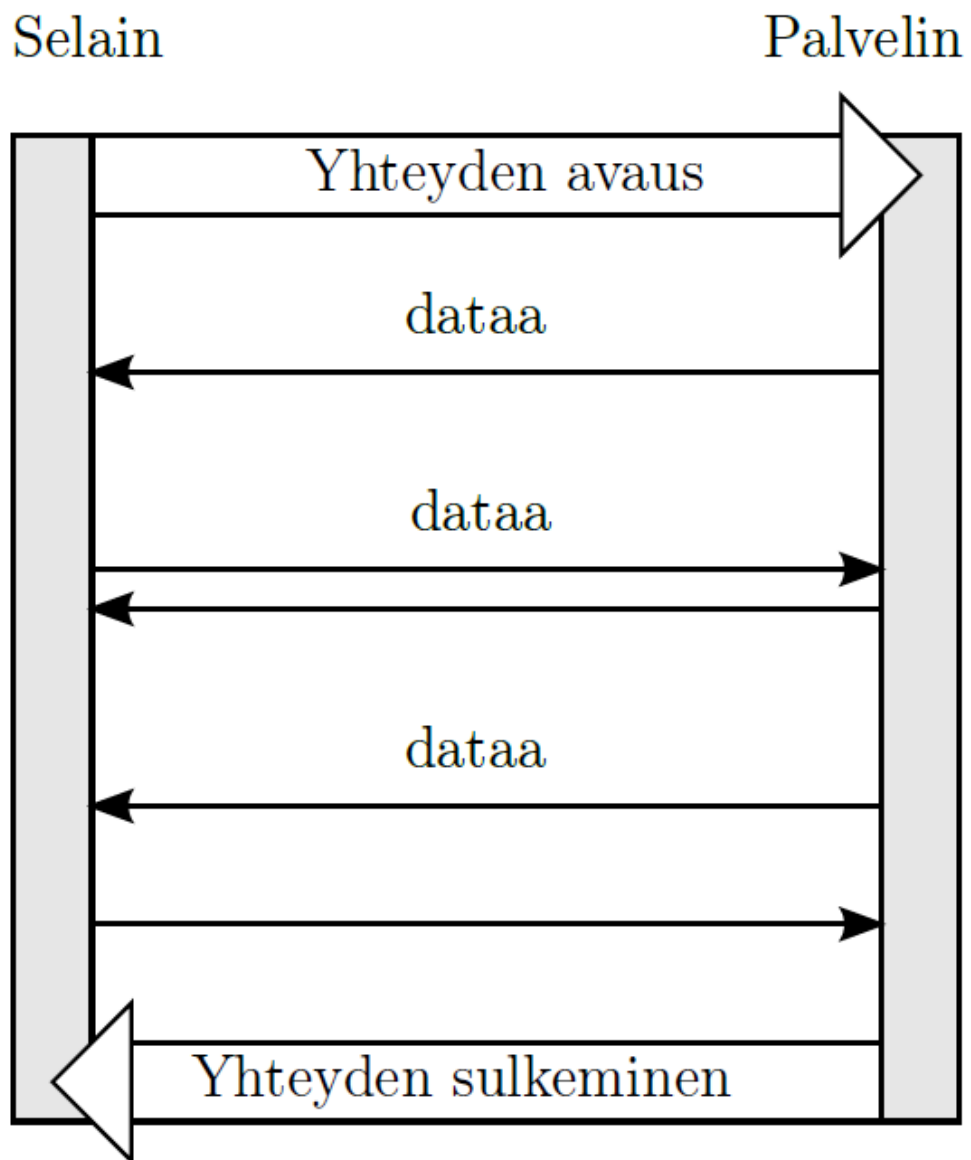 Selain
Palvelin
Yhteyden avaus
dataa
dataa
dataa
Yhteyden sulkeminen